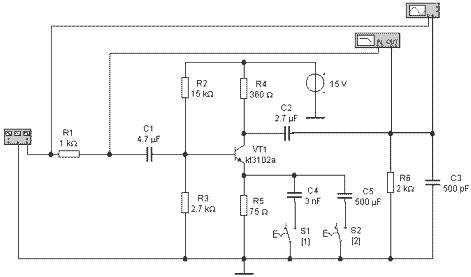 IN OUT
R2
15 kΩ
R4
360 Ω
15 V
C2
2.7 µF
R1
1 kΩ
C1
4.7 µF
VT1
kt3102a
R3
2.7 kΩ
R5
75 Ω
C4
3 nF
C5
500 µF
R6
2 kΩ
C3
500 pF
S1
[1]
S2
[2]